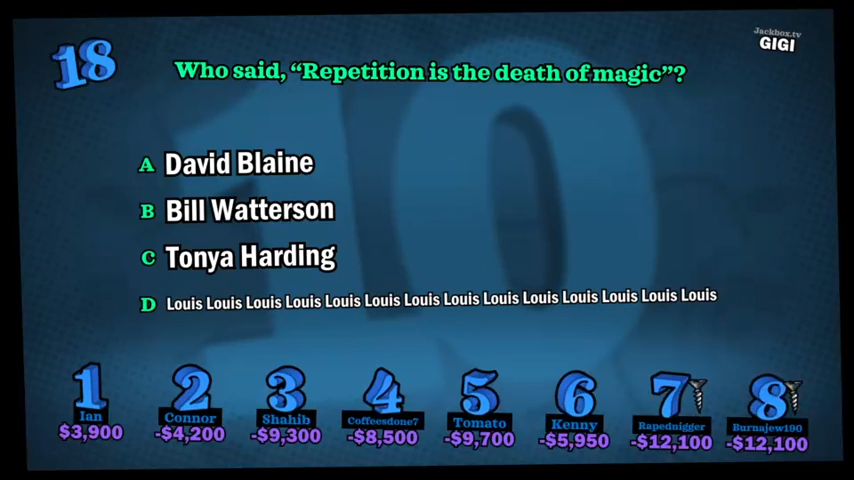 Jackbox.tv
GIGI
18
Who said, “Repetition is the death of magic”?
10
A David Blaine
B Bill Watterson
C Tonya Harding
D Louis Louis Louis Louis Louis Louis Louis Louis Louis Louis Louis Louis Louis Louis
1 2 3 4 5 6 7 8
Ian Connor Shahib Coffeesdone7 Tomato Kenny Rapednigger Burnajew190
$3,900 -$4,200 -$9,300 -$8,500 -$9,700 -$5,950 -$12,100 -$12,100